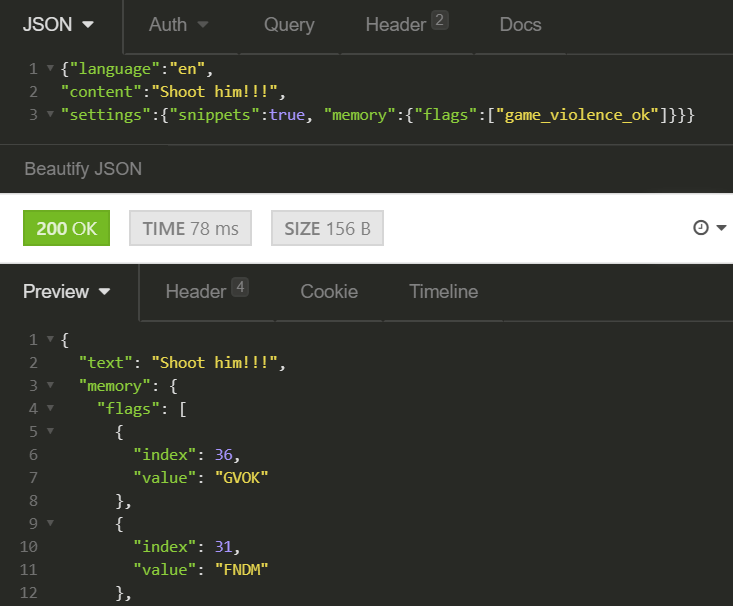 JSON Auth Query Header 2 Docs
1 {"language":"en",
2 "content":"Shoot him!!!",
3 "settings":{"snippets":true, "memory":{"flags":["game_violence_ok"]}}}
Beautify JSON
200 OK TIME 78 ms SIZE 156 B
Preview Header 4 Cookie Timeline
1 {
2 "text": "Shoot him!!!",
3 "memory": {
4 "flags": [
5 {
6 "index": 36,
7 "value": "GVOK"
8 },
9 {
10 "index": 31,
11 "value": "FNDM"
12 },